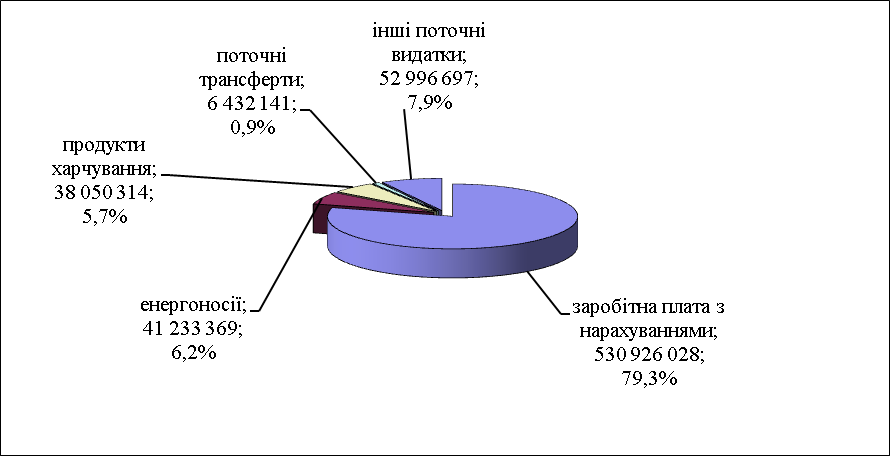 інші поточні
видатки;
52 996 697;
7,9%
поточні
трансферти;
6 432 141;
0,9%
продукти
харчування;
38 050 314;
5,7%
енергоносії;
41 233 369;
6,2%
заробітна плата з
нарахуваннями;
530 926 028;
79,3%